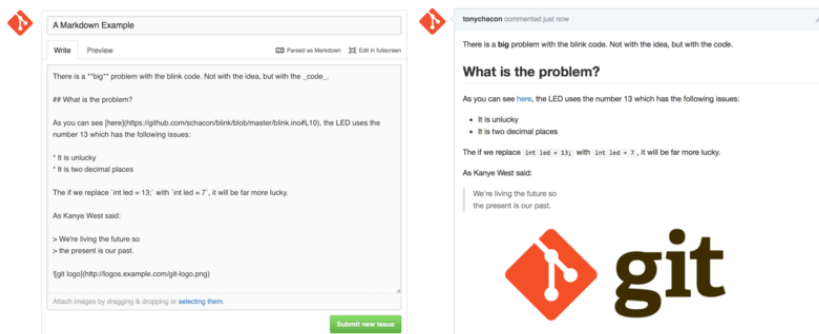 A Markdown Example
Write Preview Parsed as Markdown Edit in fullscreen
There is a **big** problem with the blink code. Not with the idea, but with the _code_.
## What is the problem?
As you can see [here](https://github.com/schacon/blink/blob/master/blink.ino#L10), the LED uses the
number 13 which has the following issues:
* It is unlucky
* It is two decimal places
The if we replace `int led = 13;` with `int led = 7`, it will be far more lucky.
As Kanye West said:
> We're living the future so
> the present is our past.
![git logo](http://logos.example.com/git-logo.png)
Attach images by dragging & dropping or selecting them.
Submit new issue
tonychacon commented just now
There is a big problem with the blink code. Not with the idea, but with the code.
What is the problem?
As you can see here, the LED uses the number 13 which has the following issues:
• It is unlucky
• It is two decimal places
The if we replace int led = 13; with int led = 7, it will be far more lucky.
As Kanye West said:
We're living the future so
the present is our past.
git